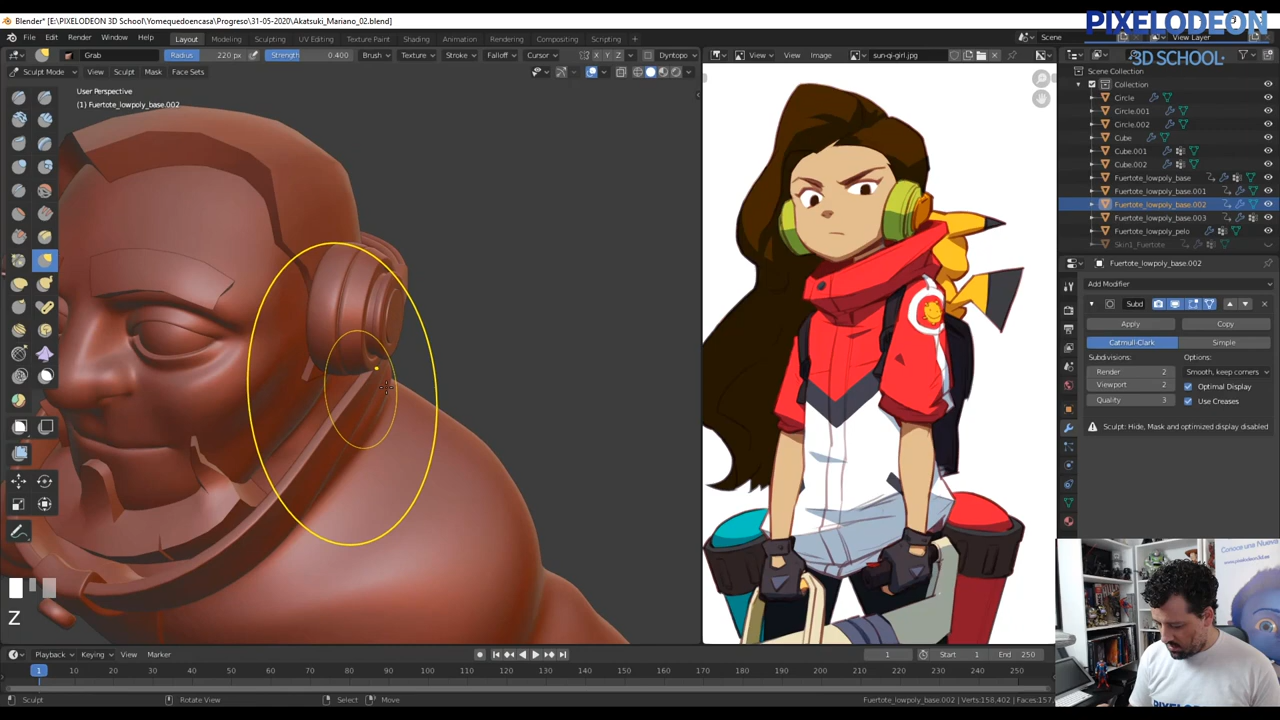 Blender* [E:\PIXELODEON 3D School\Yomequedoencasa\Progreso\31-05-2020\Akatsuki_Mariano_02.blend]
PIXELODEON
3D SCHOOL
File Edit Render Window Help Layout Modeling Sculpting UV Editing Texture Paint Shading Animation Rendering Compositing Scripting + Scene View Layer
Grab Radius 220 px Strength 0.400 Brush Texture Stroke Falloff Cursor X Y Z Dyntopo View View Image sun-qi-girl.jpg
Sculpt Mode View Sculpt Mask Face Sets
User Perspective
(1) Fuertote_lowpoly_base.002
Scene Collection
Collection
Circle
Circle.001
Circle.002
Cube
Cube.001
Cube.002
Fuertote_lowpoly_base
Fuertote_lowpoly_base.001
Fuertote_lowpoly_base.002
Fuertote_lowpoly_base.003
Fuertote_lowpoly_pelo
Skin1_Fuertote
Fuertote_lowpoly_base.002
Add Modifier
Subd
Apply Copy
Catmull-Clark Simple
Subdivisions: Options:
Render 2 Smooth, keep corners
Viewport 2 Optimal Display
Quality 3 Use Creases
Sculpt: Hide, Mask and optimized display disabled
Z
Conoce una Nueva
Playback Keying View Marker 1 Start 1 End 250
1 10 20 30 40 50 60 70 80 90 100 110 120 130 140 150 160 170 180 190 200 210 220 230 240 250
Sculpt Rotate View Select Move Fuertote_lowpoly_base.002 | Verts:158,402 | Faces:157,